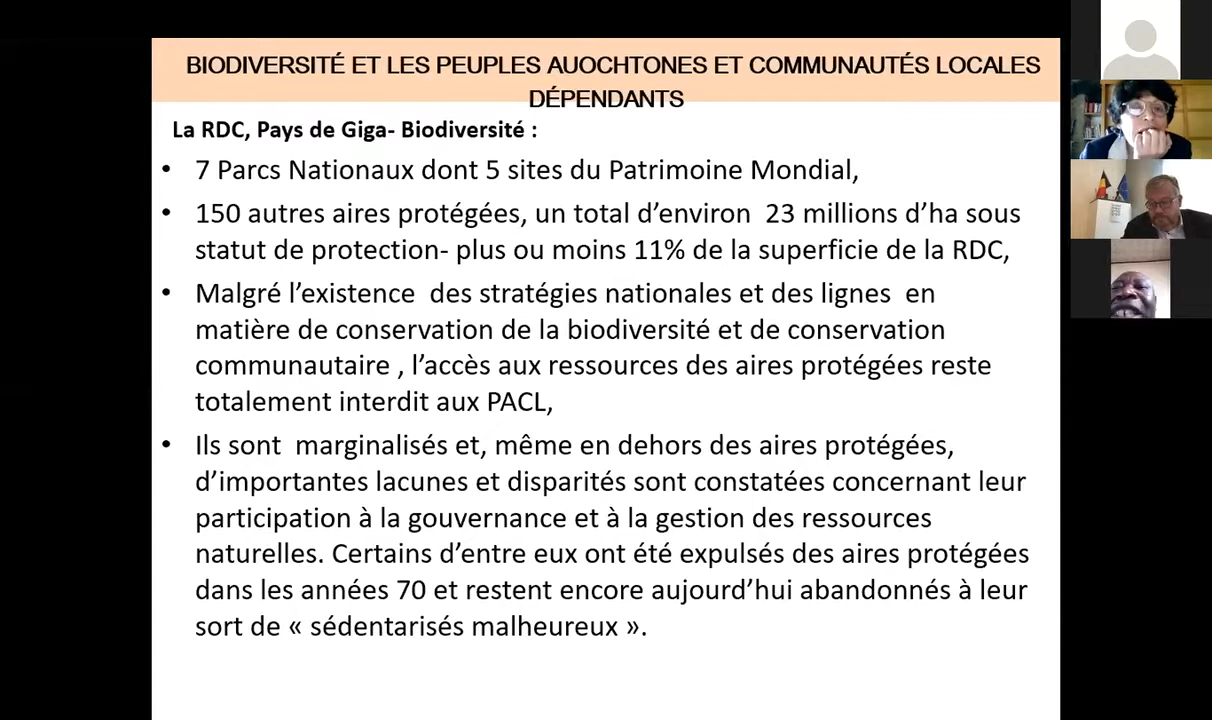 BIODIVERSITÉ ET LES PEUPLES AUOCHTONES ET COMMUNAUTÉS LOCALES
DÉPENDANTS
La RDC, Pays de Giga- Biodiversité :
• 7 Parcs Nationaux dont 5 sites du Patrimoine Mondial,
• 150 autres aires protégées, un total d’environ 23 millions d’ha sous
statut de protection- plus ou moins 11% de la superficie de la RDC,
• Malgré l’existence des stratégies nationales et des lignes en
matière de conservation de la biodiversité et de conservation
communautaire , l’accès aux ressources des aires protégées reste
totalement interdit aux PACL,
• Ils sont marginalisés et, même en dehors des aires protégées,
d’importantes lacunes et disparités sont constatées concernant leur
participation à la gouvernance et à la gestion des ressources
naturelles. Certains d’entre eux ont été expulsés des aires protégées
dans les années 70 et restent encore aujourd’hui abandonnés à leur
sort de « sédentarisés malheureux ».